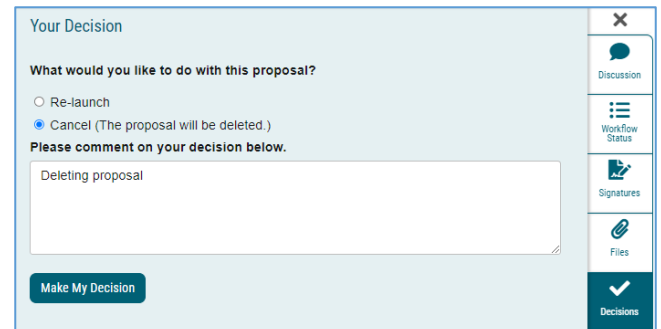 Your Decision
What would you like to do with this proposal?
Re-launch
Cancel (The proposal will be deleted.)
Please comment on your decision below.
Deleting proposal
Make My Decision
Discussion
Workflow
Status
Signatures
Files
Decisions